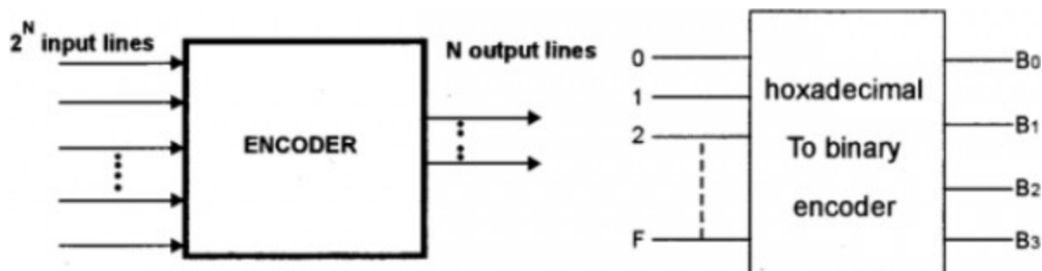 2^N input lines
N output lines
ENCODER
0
1
2
F
hoxadecimal
To binary
encoder
B0
B1
B2
B3